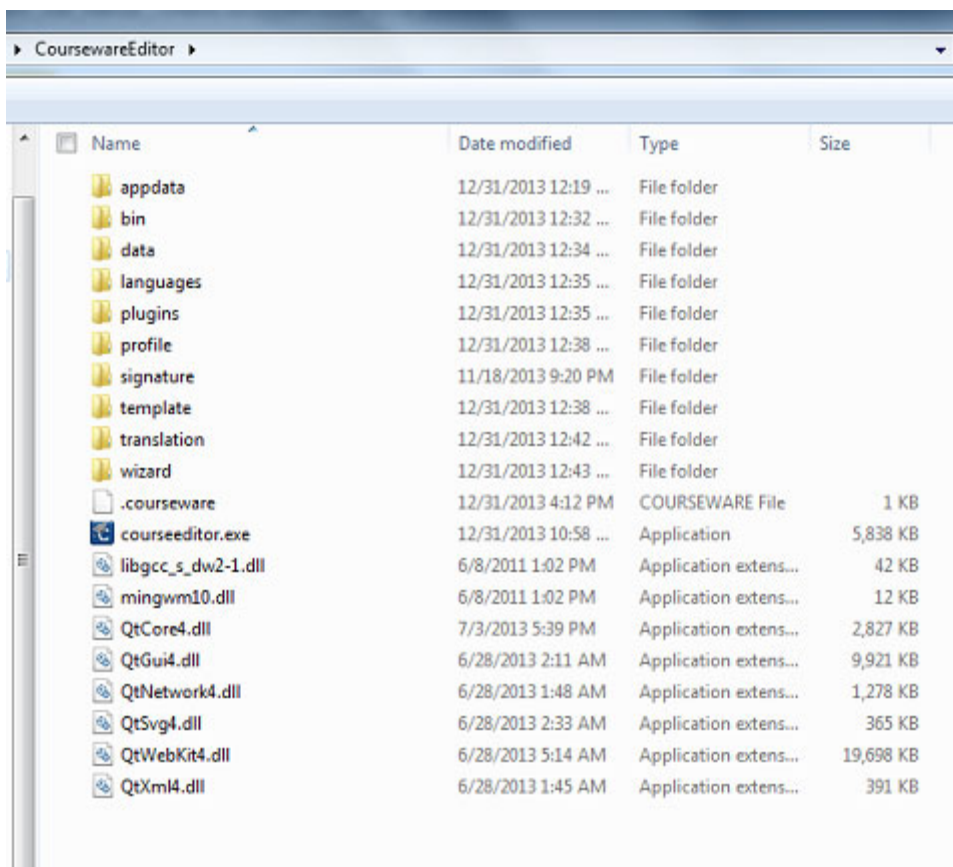 CoursewareEditor
Name Date modified Type Size
appdata 12/31/2013 12:19 ... File folder
bin 12/31/2013 12:32 ... File folder
data 12/31/2013 12:34 ... File folder
languages 12/31/2013 12:35 ... File folder
plugins 12/31/2013 12:35 ... File folder
profile 12/31/2013 12:38 ... File folder
signature 11/18/2013 9:20 PM File folder
template 12/31/2013 12:38 ... File folder
translation 12/31/2013 12:42 ... File folder
wizard 12/31/2013 12:43 ... File folder
.courseware 12/31/2013 4:12 PM COURSEWARE File 1 KB
courseeditor.exe 12/31/2013 10:58 ... Application 5,838 KB
libgcc_s_dw2-1.dll 6/8/2011 1:02 PM Application extens... 42 KB
mingwm10.dll 6/8/2011 1:02 PM Application extens... 12 KB
QtCore4.dll 7/3/2013 5:39 PM Application extens... 2,827 KB
QtGui4.dll 6/28/2013 2:11 AM Application extens... 9,921 KB
QtNetwork4.dll 6/28/2013 1:48 AM Application extens... 1,278 KB
QtSvg4.dll 6/28/2013 2:33 AM Application extens... 365 KB
QtWebKit4.dll 6/28/2013 5:14 AM Application extens... 19,698 KB
QtXml4.dll 6/28/2013 1:45 AM Application extens... 391 KB